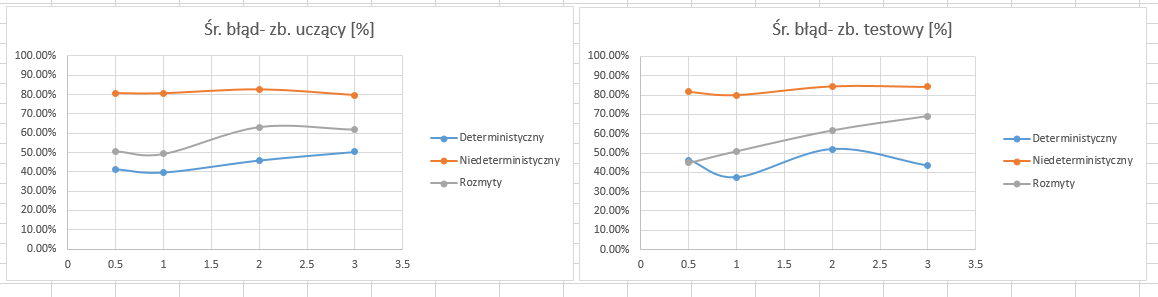 Śr. błąd- zb. uczący [%]
100.00%
90.00%
80.00%
70.00%
60.00%
50.00%
40.00%
30.00%
20.00%
10.00%
0.00%
0 0.5 1 1.5 2 2.5 3 3.5
Deterministyczny
Niedeterministyczny
Rozmyty
Śr. błąd- zb. testowy [%]
100.00%
90.00%
80.00%
70.00%
60.00%
50.00%
40.00%
30.00%
20.00%
10.00%
0.00%
0 0.5 1 1.5 2 2.5 3 3.5
Deterministyczny
Niedeterministyczny
Rozmyty